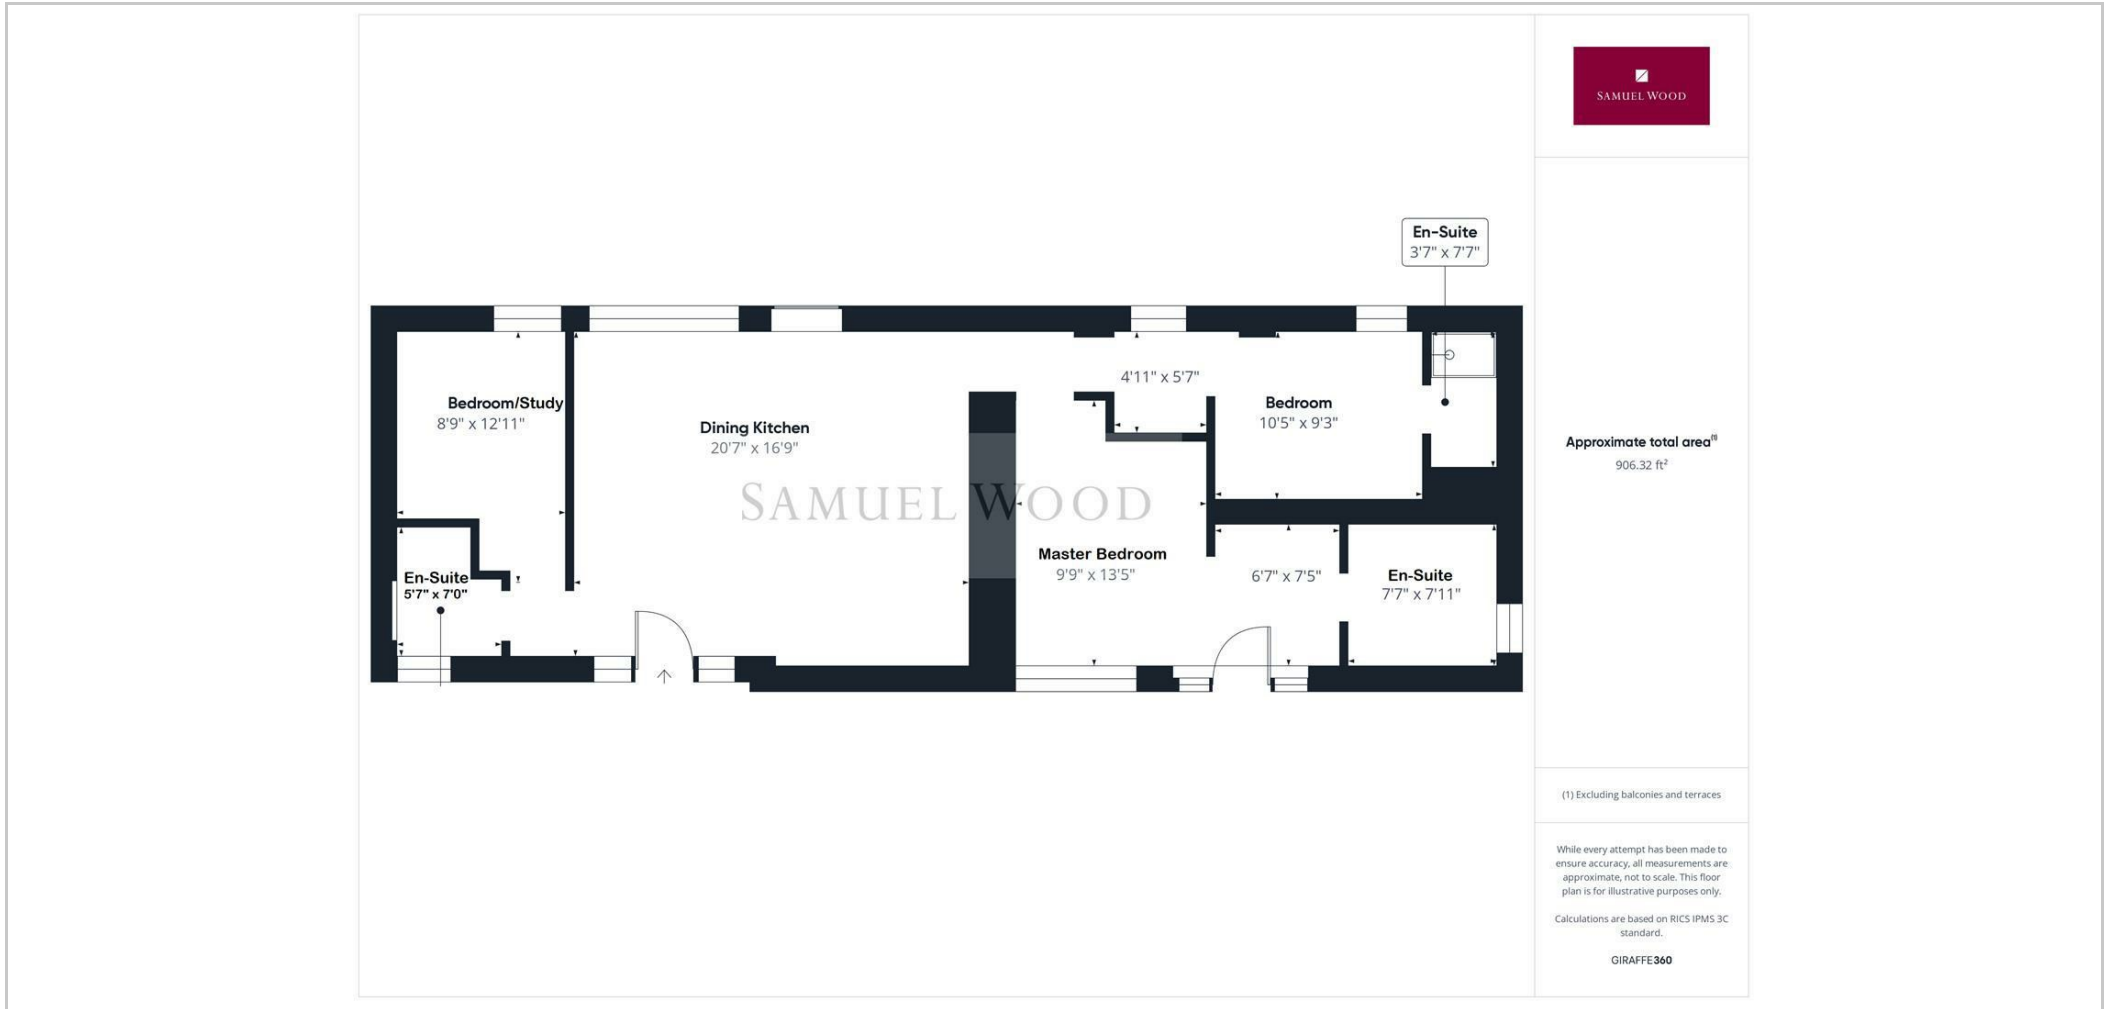 SAMUEL WOOD
En-Suite
3'7" x 7'7"
Bedroom/Study
8'9" x 12'11"
Dining Kitchen
20'7" x 16'9"
4'11" x 5'7"
Bedroom
10'5" x 9'3"
SAMUEL WOOD
Master Bedroom
9'9" x 13'5"
6'7" x 7'5"
En-Suite
7'7" x 7'11"
En-Suite
5'7" x 7'0"
Approximate total area(1)
906.32 ft²
(1) Excluding balconies and terraces
While every attempt has been made to
ensure accuracy, all measurements are
approximate, not to scale. This floor
plan is for illustrative purposes only.
Calculations are based on RICS IPMS 3C
standard.
GIRAFFE360